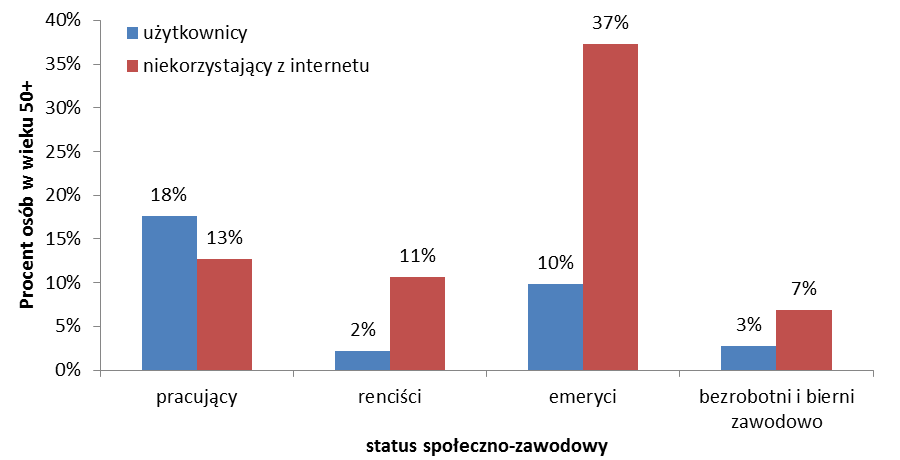 użytkownicy
niekorzystający z internetu
Procent osób w wieku 50+
40%
35%
30%
25%
20%
15%
10%
5%
0%
18%
13%
2%
11%
10%
37%
3%
7%
pracujący
renciści
emeryci
bezrobotni i bierni
zawodowo
status społeczno-zawodowy